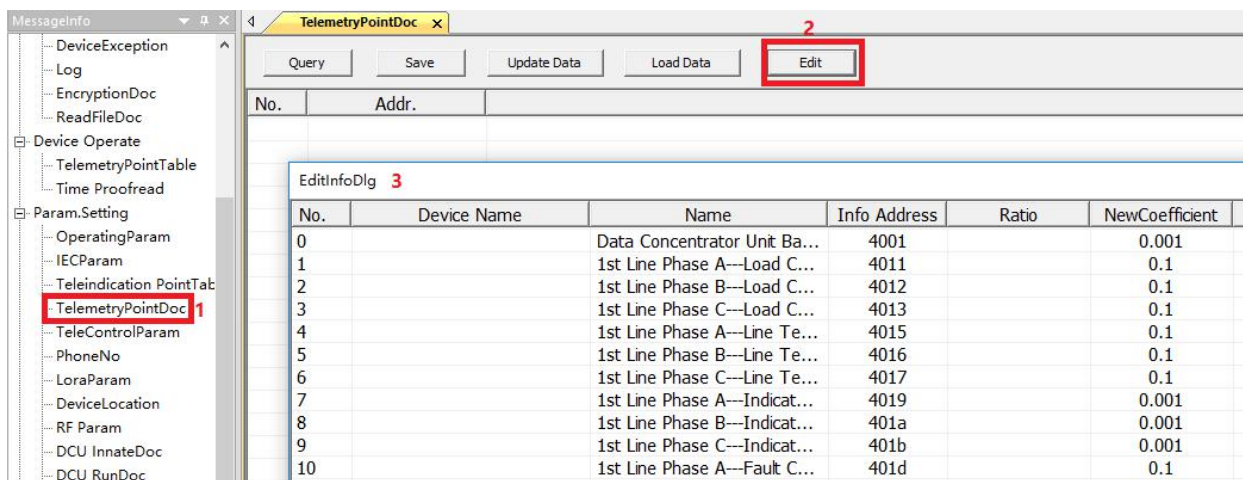 MessageInfo
DeviceException
Log
EncryptionDoc
ReadFileDoc
Device Operate
TelemetryPointTable
Time Proofread
Param.Setting
OperatingParam
IECParam
Teleindication PointTab
TelemetryPointDoc 1
TeleControlParam
PhoneNo
LoraParam
DeviceLocation
RF Param
DCU InnateDoc
DCU RunDoc
TelemetryPointDoc x
2
Query Save Update Data Load Data Edit
No. Addr.
EditInfoDlg 3
No. Device Name Name Info Address Ratio NewCoefficient
0 Data Concentrator Unit Ba... 4001 0.001
1 1st Line Phase A---Load C... 4011 0.1
2 1st Line Phase B---Load C... 4012 0.1
3 1st Line Phase C---Load C... 4013 0.1
4 1st Line Phase A---Line Te... 4015 0.1
5 1st Line Phase B---Line Te... 4016 0.1
6 1st Line Phase C---Line Te... 4017 0.1
7 1st Line Phase A---Indicat... 4019 0.001
8 1st Line Phase B---Indicat... 401a 0.001
9 1st Line Phase C---Indicat... 401b 0.001
10 1st Line Phase A---Fault C... 401d 0.1